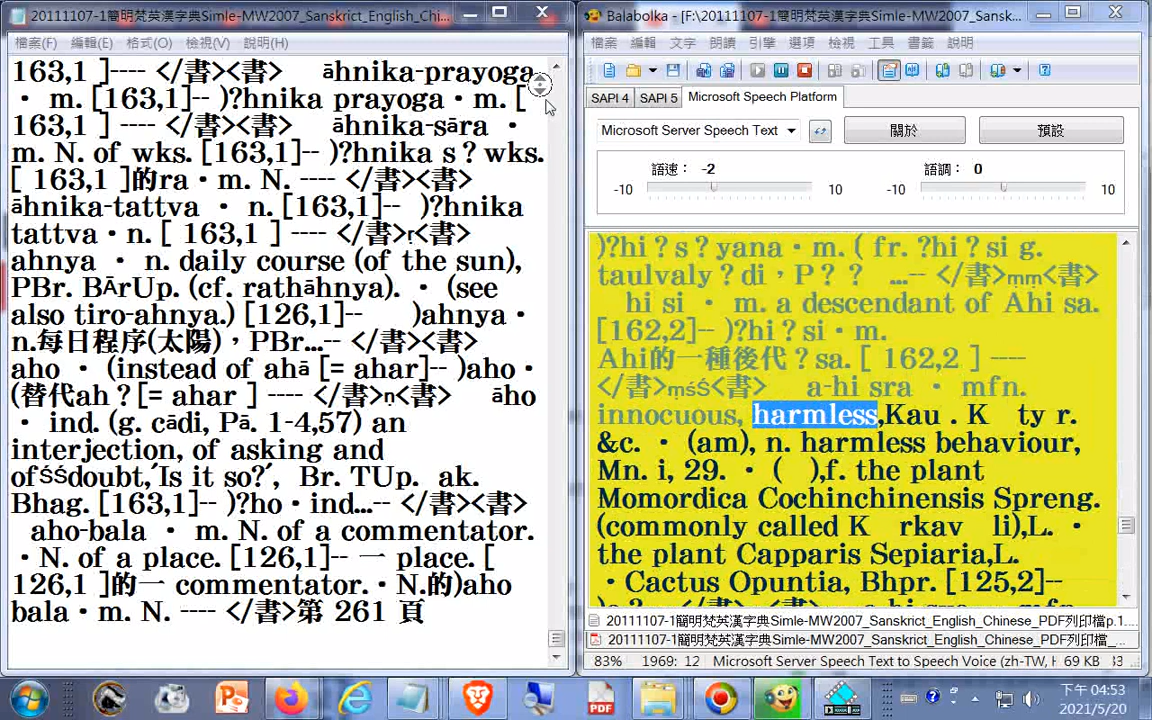 20111107-1簡明梵英漢字典Simle-MW2007_Sanskrict_English_Chi...
檔案(F) 編輯(E) 格式(O) 檢視(V) 說明(H)
163,1 ]---- </書><書> āhnika-prayoga
‧ m. [163,1]-- )?hnika prayoga‧m. [
163,1 ] ---- </書><書> āhnika-sāra ‧
m. N. of wks. [163,1]-- )?hnika s？wks.
[ 163,1 ]的ra‧m. N. ---- </書><書>
āhnika-tattva ‧ n. [163,1]-- )?hnika
tattva‧n. [ 163,1 ] ---- </書>ṛ<書>
ahnya ‧ n. daily course (of the sun),
PBr. BĀrUp. (cf. rathāhnya). ‧ (see
also tiro-ahnya.) [126,1]-- )ahnya‧
n.每日程序(太陽)，PBr...-- </書><書>
aho ‧ (instead of ahā [= ahar]-- )aho‧
(替代ah？[= ahar ] ---- </書>ṇ<書> āho
‧ ind. (g. cādi, Pā. 1-4,57) an
interjection, of asking and
ofśśdoubt,′Is it so?′, Br. TUp. ak.
Bhag. [163,1]-- )?ho‧ind...-- </書><書>
aho-bala ‧ m. N. of a commentator.
‧N. of a place. [126,1]-- 一 place. [
126,1 ]的一 commentator.‧N.的)aho
bala‧m. N. ---- </書>第 261 頁
Balabolka - [F:\20111107-1簡明梵英漢字典Simle-MW2007_Sansk...
檔案 編輯 文字 朗讀 引擎 選項 檢視 工具 書籤 說明
SAPI 4 SAPI 5 Microsoft Speech Platform
Microsoft Server Speech Text 關於 預設
語速： -2 語調： 0
-10 10 -10 10
)?hi？s？yana‧m. ( fr. ?hi？si g.
taulvaly？di，P？？ ...-- </書>mṃ<書>
hi si ‧ m. a descendant of Ahi sa.
[162,2]-- )?hi？si‧m.
Ahi的一種後代？sa. [ 162,2 ] ----
</書>mśŚ<書> a-hi sra ‧ mfn.
innocuous, harmless,Kau . K ty r.
&c. ‧ (am), n. harmless behaviour,
Mn. i, 29. ‧ ( ),f. the plant
Momordica Cochinchinensis Spreng.
(commonly called K rkav li),L. ‧
the plant Capparis Sepiaria,L.
‧Cactus Opuntia, Bhpr. [125,2]--
20111107-1簡明梵英漢字典Simle-MW2007_Sanskrict_English_Chinese_PDF列印檔p.1...
20111107-1簡明梵英漢字典Simle-MW2007_Sanskrict_English_Chinese_PDF列印檔_...
83% 1969: 12 Microsoft Server Speech Text to Speech Voice (zh-TW, H 69 KB
下午 04:53
2021/5/20